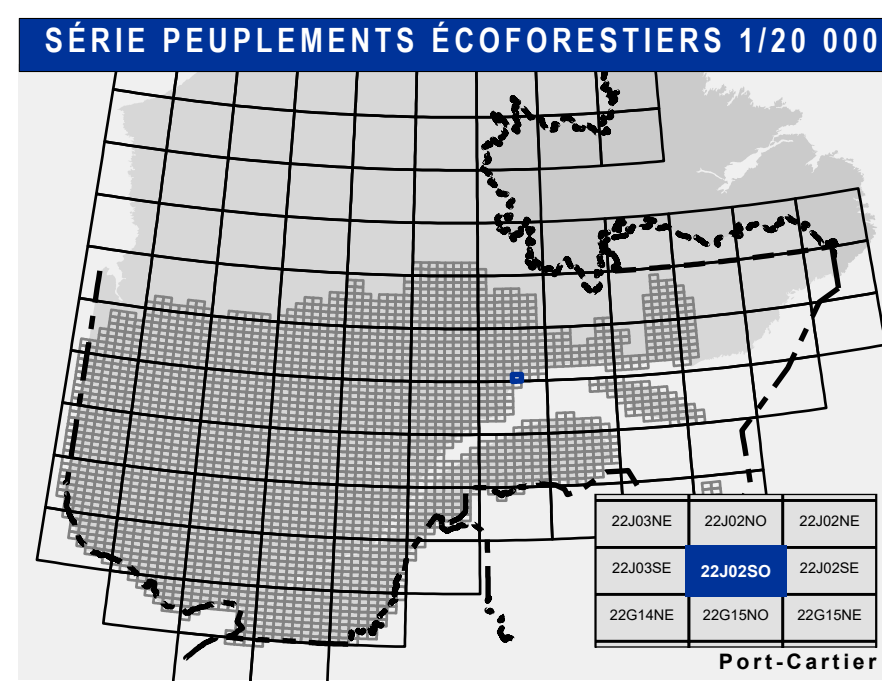 SÉRIE PEUPLEMENTS ÉCOFORESTIERS 1/20 000
22J03NE 22J02NO 22J02NE
22J03SE 22J02SO 22J02SE
22G14NE 22G15NO 22G15NE
Port-Cartier